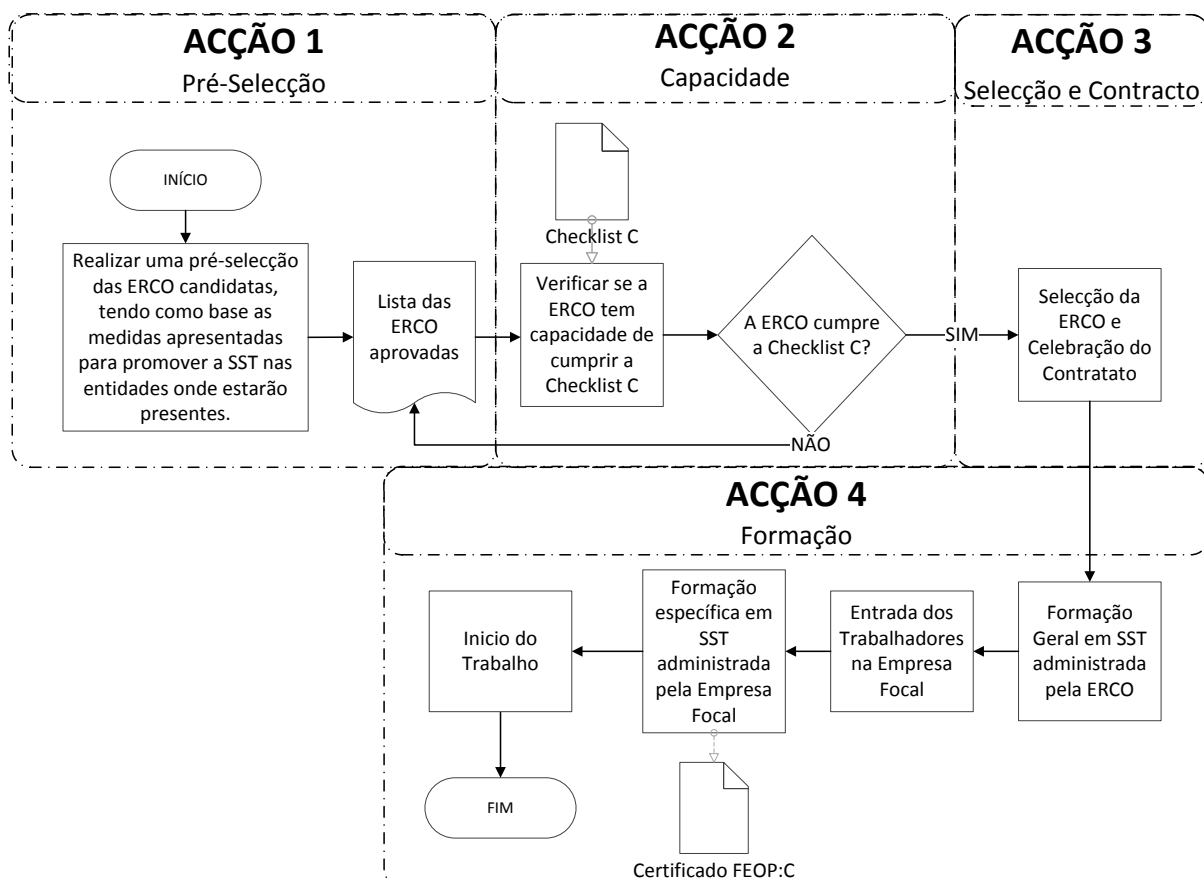 ACÇÃO 1
Pré-Selecção
INÍCIO
Realizar uma pré-selecção
das ERCO candidatas,
tendo como base as
medidas apresentadas
para promover a SST nas
entidades onde estarão
presentes.
Lista das
ERCO
aprovadas
ACÇÃO 2
Capacidade
Checklist C
Verificar se a
ERCO tem
capacidade de
cumprir a
Checklist C
A ERCO cumpre
a Checklist C?
SIM
NÃO
ACÇÃO 3
Selecção e Contracto
Selecção da
ERCO e
Celebração do
Contratato
ACÇÃO 4
Formação
Formação
Geral em SST
administrada
pela ERCO
Entrada dos
Trabalhadores
na Empresa
Focal
Formação
específica em
SST
administrada
pela Empresa
Focal
Certificado FEOP:C
Inicio do
Trabalho
FIM